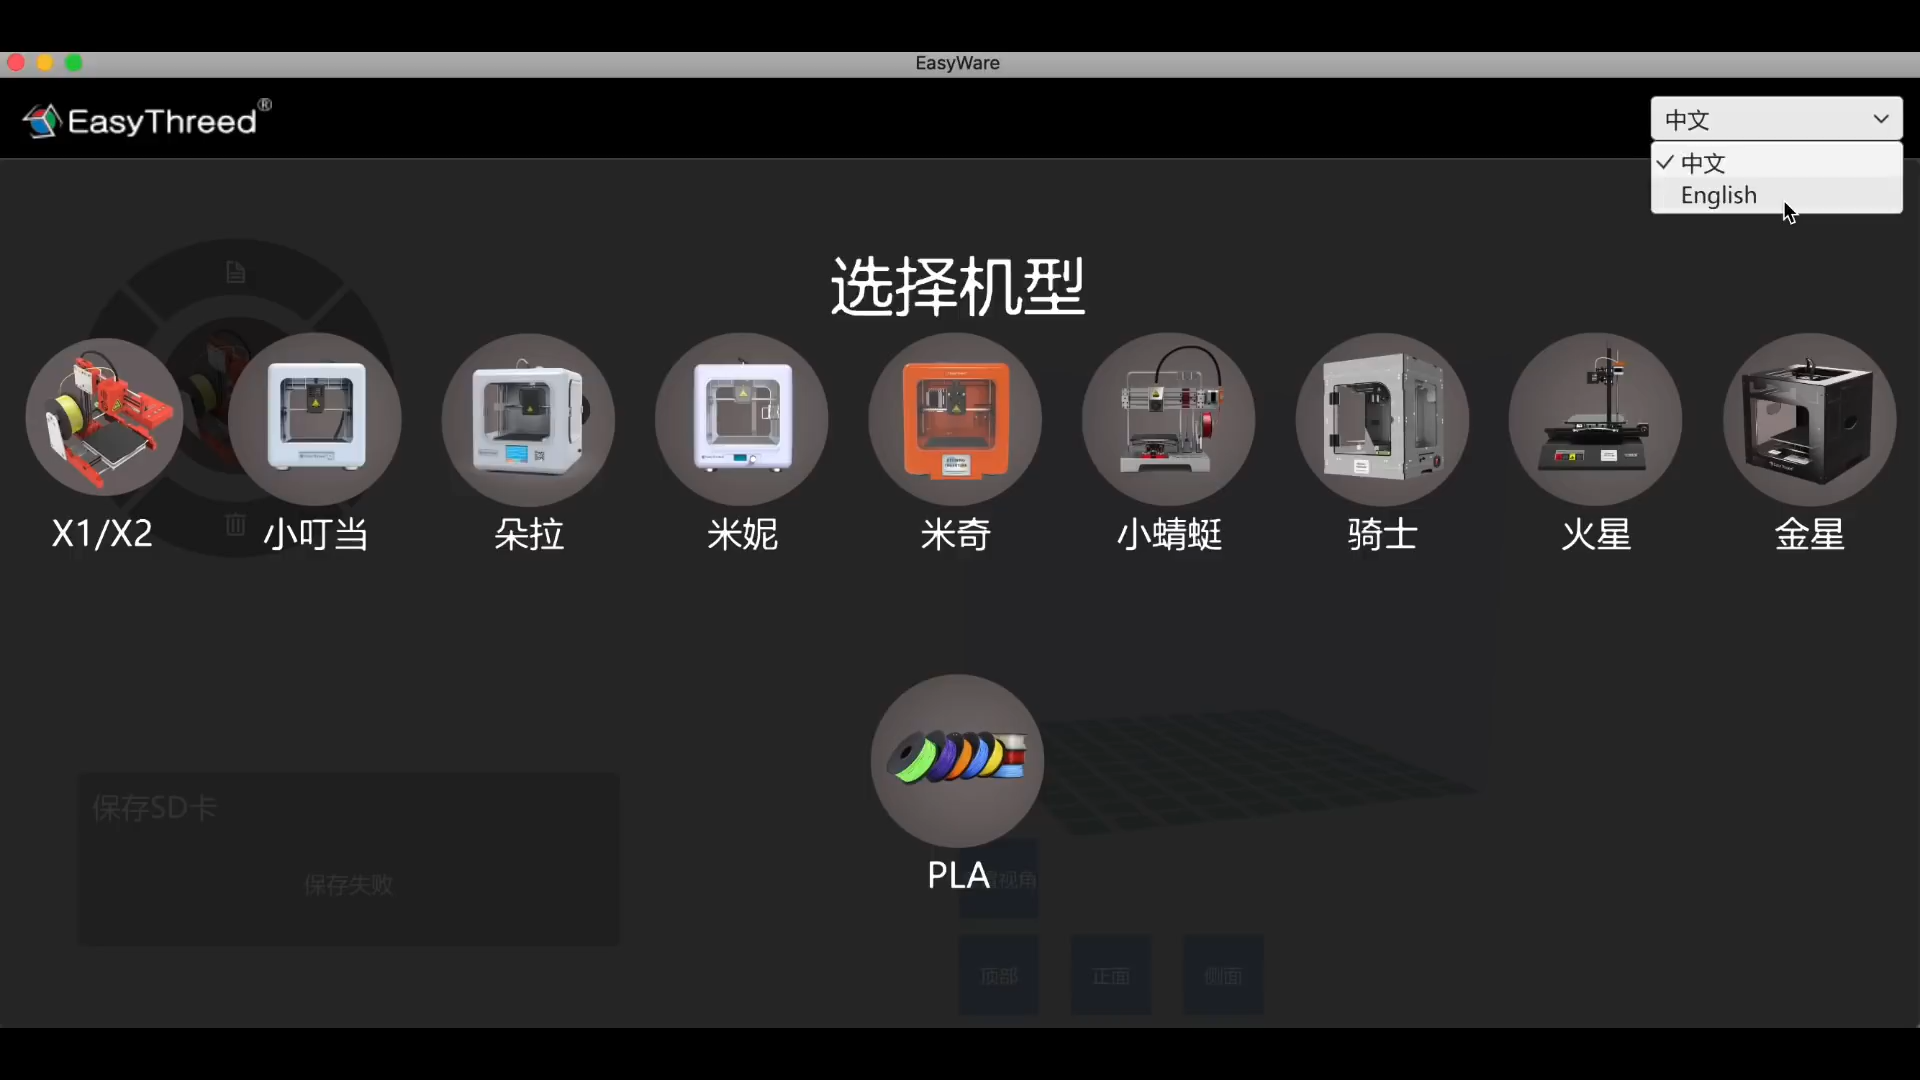 EasyWare
EasyThreed®
中文
中文
English
选择机型
X1/X2
小叮当
朵拉
米妮
米奇
小蜻蜓
骑士
火星
金星
保存SD卡
保存失败
PLA
视角
顶部
正面
侧面